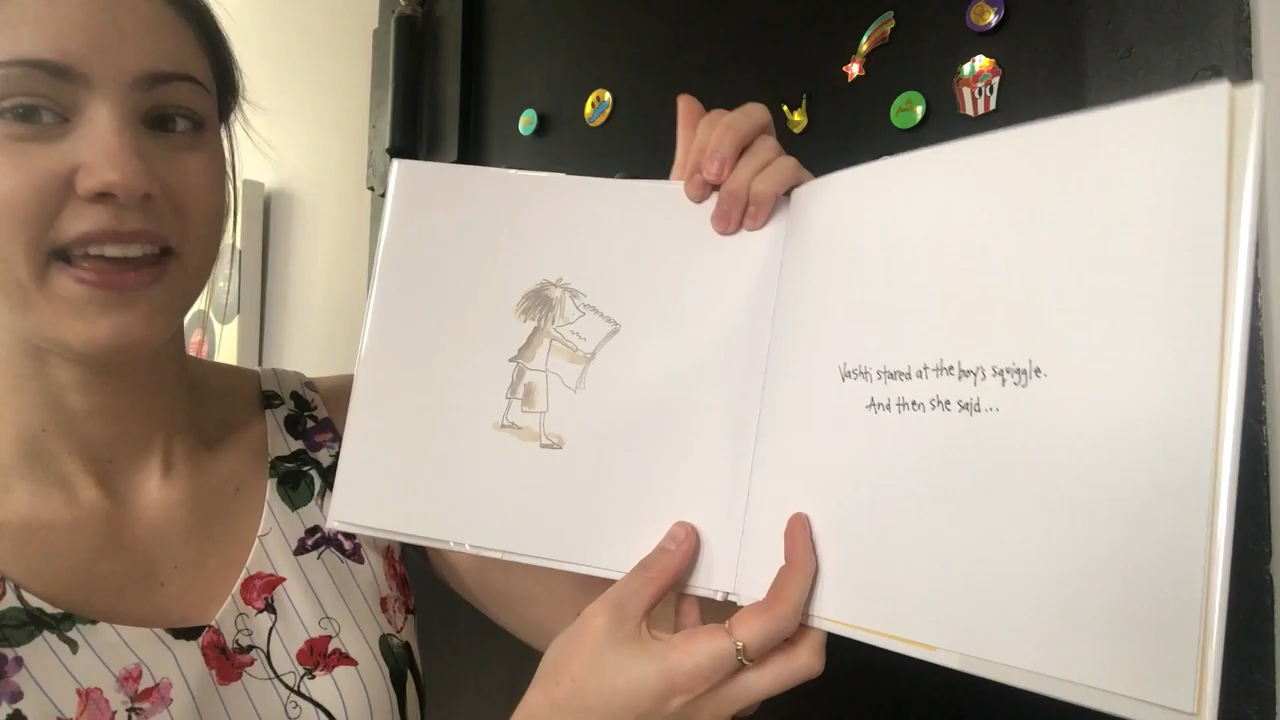 Vashti stared at the boy's squiggle.
And then she said...